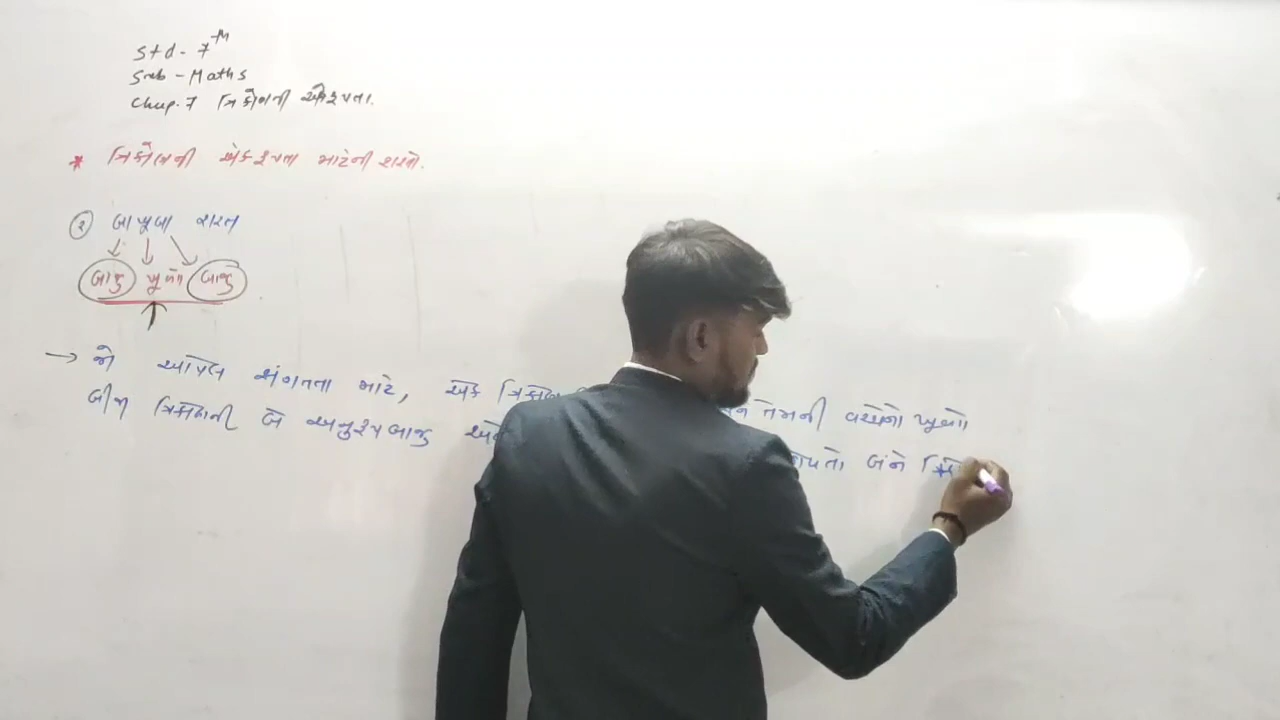 Std - 7th
Sub - Maths
Chap. 7 ત્રિકોણની એકરૂપતા.
* ત્રિકોણની એકરૂપતા માટેની શરતો.
૨ બાખૂબા શરત
બાજુ ખૂણો બાજુ
→ જો આપેલ સંગતતા માટે, એક ત્રિકોણ તેમની વચ્ચેનો ખૂણો
બીજા ત્રિકોણની બે અનુરૂપ બાજુ
તો બંને